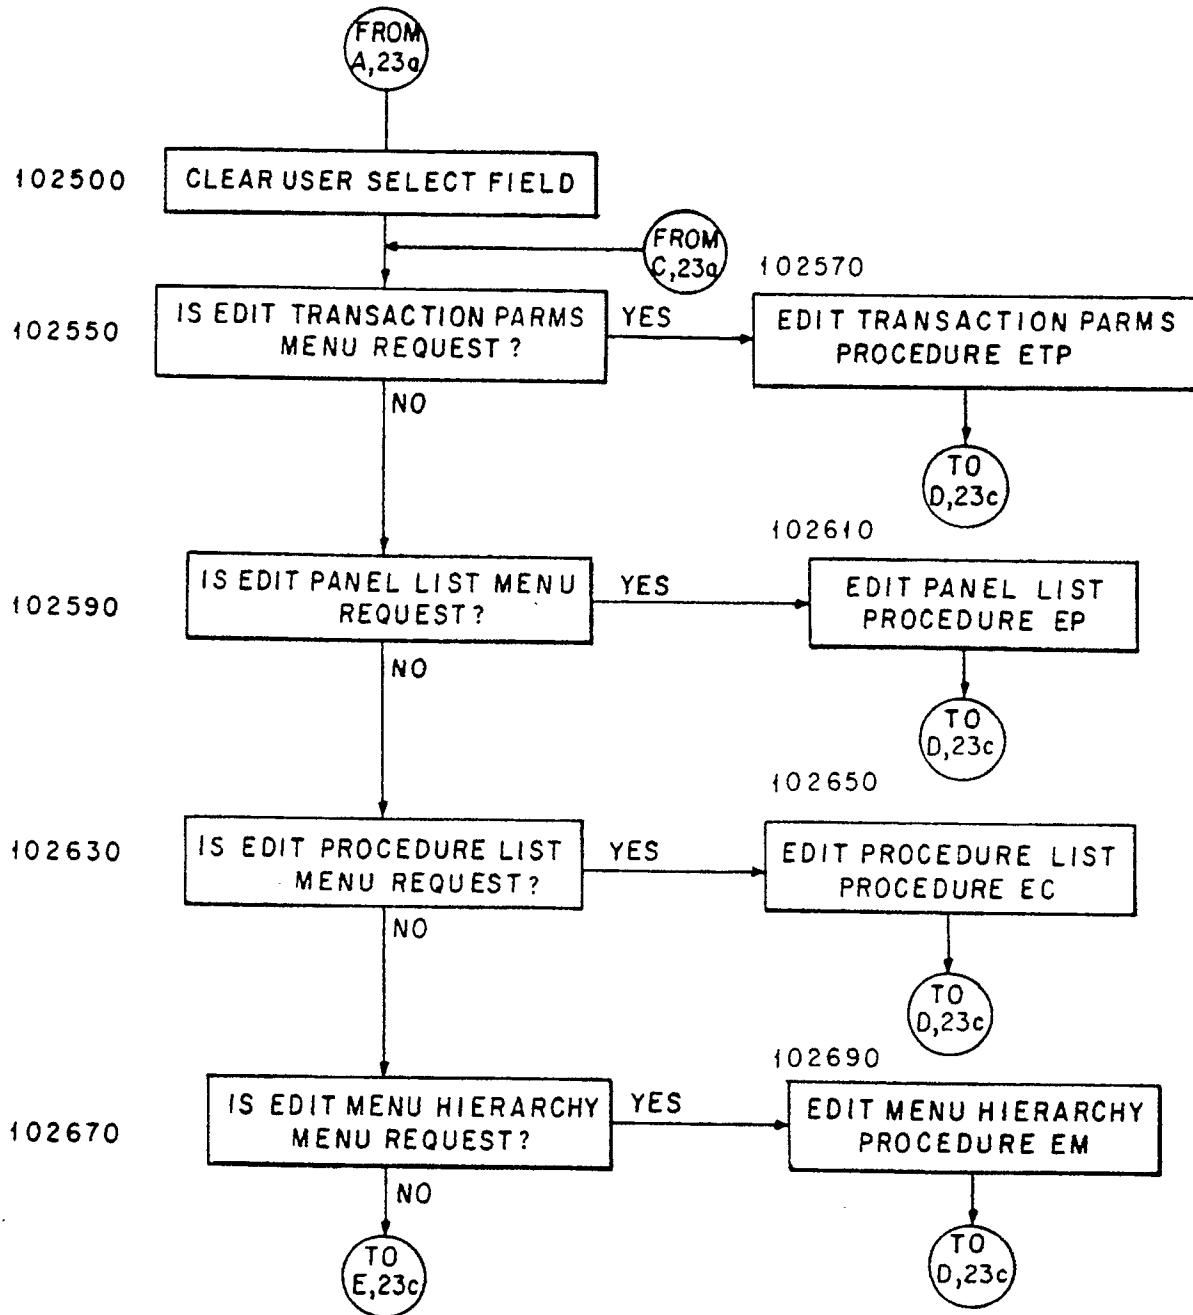 FROM
A,23a
102500
CLEAR USER SELECT FIELD
FROM
C,23a
102550
IS EDIT TRANSACTION PARMS
MENU REQUEST?
YES
102570
EDIT TRANSACTION PARMS
PROCEDURE ETP
NO
TO
D,23c
102590
IS EDIT PANEL LIST MENU
REQUEST?
YES
102610
EDIT PANEL LIST
PROCEDURE EP
NO
TO
D,23c
102630
IS EDIT PROCEDURE LIST
MENU REQUEST?
YES
102650
EDIT PROCEDURE LIST
PROCEDURE EC
NO
TO
D,23c
102670
IS EDIT MENU HIERARCHY
MENU REQUEST?
YES
102690
EDIT MENU HIERARCHY
PROCEDURE EM
NO
TO
E,23c
TO
D,23c